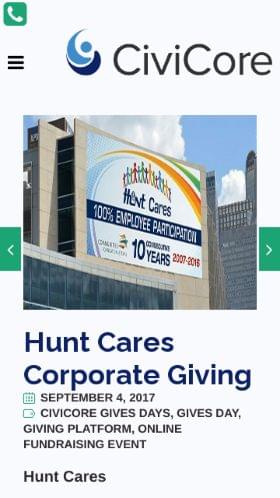 CiviCore
Hunt Cares
100% EMPLOYEE PARTICIPATION
10 CONSECUTIVE
YEARS 2007-2016
Hunt Cares
Corporate Giving
SEPTEMBER 4, 2017
CIVICORE GIVES DAYS, GIVES DAY,
GIVING PLATFORM, ONLINE
FUNDRAISING EVENT
Hunt Cares